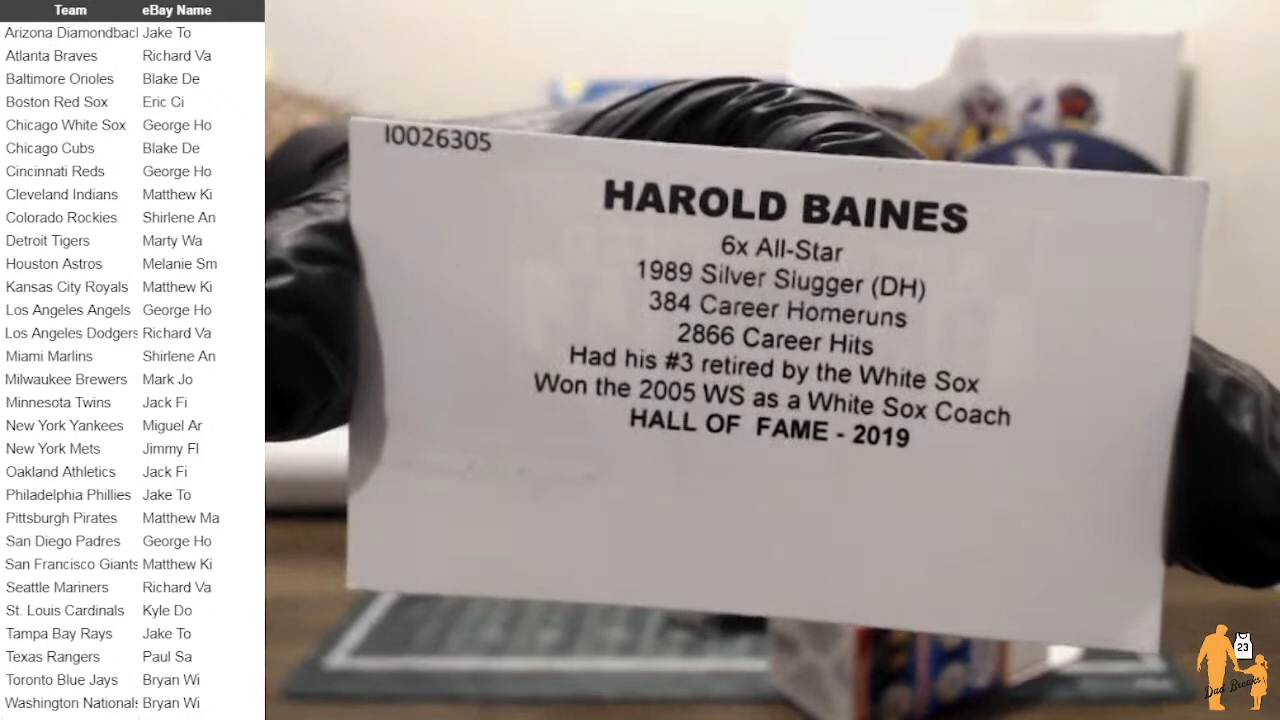 Team eBay Name
Arizona Diamondbac Jake To
Atlanta Braves Richard Va
Baltimore Orioles Blake De
Boston Red Sox Eric Ci
Chicago White Sox George Ho
Chicago Cubs Blake De
Cincinnati Reds George Ho
Cleveland Indians Matthew Ki
Colorado Rockies Shirlene An
Detroit Tigers Marty Wa
Houston Astros Melanie Sm
Kansas City Royals Matthew Ki
Los Angeles Angels George Ho
Los Angeles Dodgers Richard Va
Miami Marlins Shirlene An
Milwaukee Brewers Mark Jo
Minnesota Twins Jack Fi
New York Yankees Miguel Ar
New York Mets Jimmy Fl
Oakland Athletics Jack Fi
Philadelphia Phillies Jake To
Pittsburgh Pirates Matthew Ma
San Diego Padres George Ho
San Francisco Giants Matthew Ki
Seattle Mariners Richard Va
St. Louis Cardinals Kyle Do
Tampa Bay Rays Jake To
Texas Rangers Paul Sa
Toronto Blue Jays Bryan Wi
Washington Nationals Bryan Wi
I0026305
HAROLD BAINES
6x All-Star
1989 Silver Slugger (DH)
384 Career Homeruns
2866 Career Hits
Had his #3 retired by the White Sox
Won the 2005 WS as a White Sox Coach
HALL OF FAME - 2019
N
23
Dad Breaks